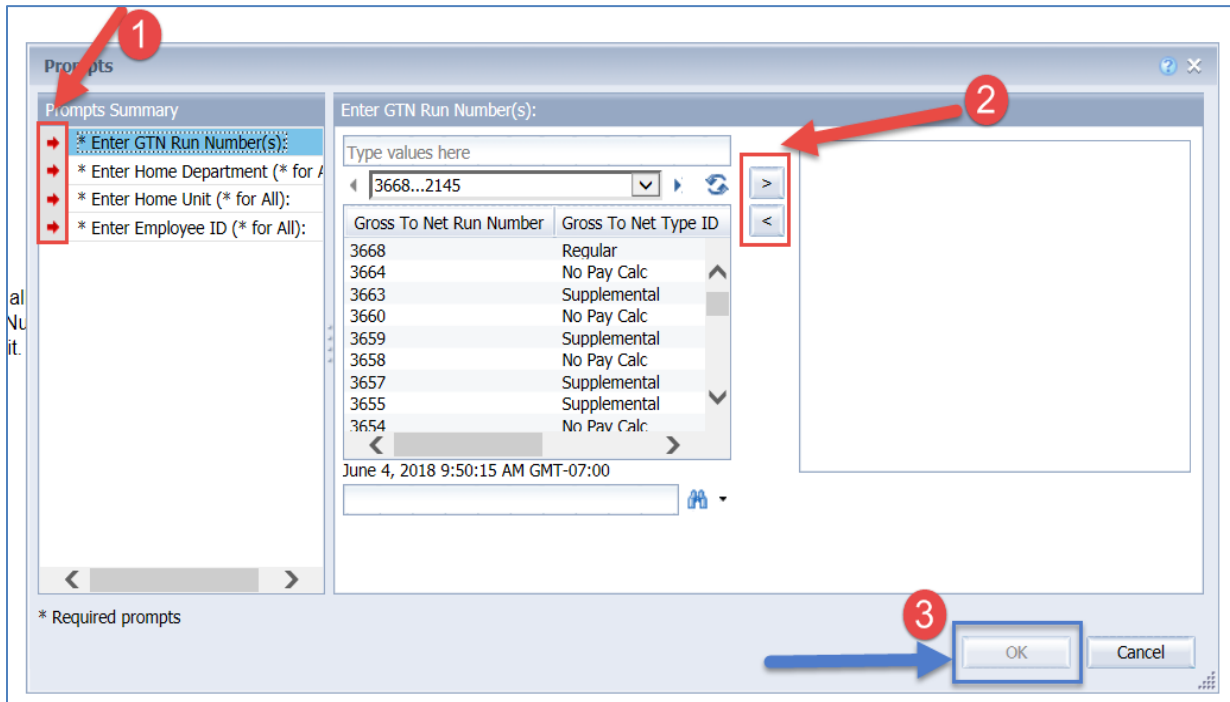 1
Prompts
Prompts Summary
* Enter GTN Run Number(s):
* Enter Home Department (* for A
* Enter Home Unit (* for All):
* Enter Employee ID (* for All):
al
Nu
it.
Enter GTN Run Number(s):
2
Type values here
3668...2145
>
<
Gross To Net Run Number Gross To Net Type ID
3668 Regular
3664 No Pay Calc
3663 Supplemental
3660 No Pay Calc
3659 Supplemental
3658 No Pay Calc
3657 Supplemental
3655 Supplemental
3654 No Pay Calc
June 4, 2018 9:50:15 AM GMT-07:00
* Required prompts
3
OK Cancel